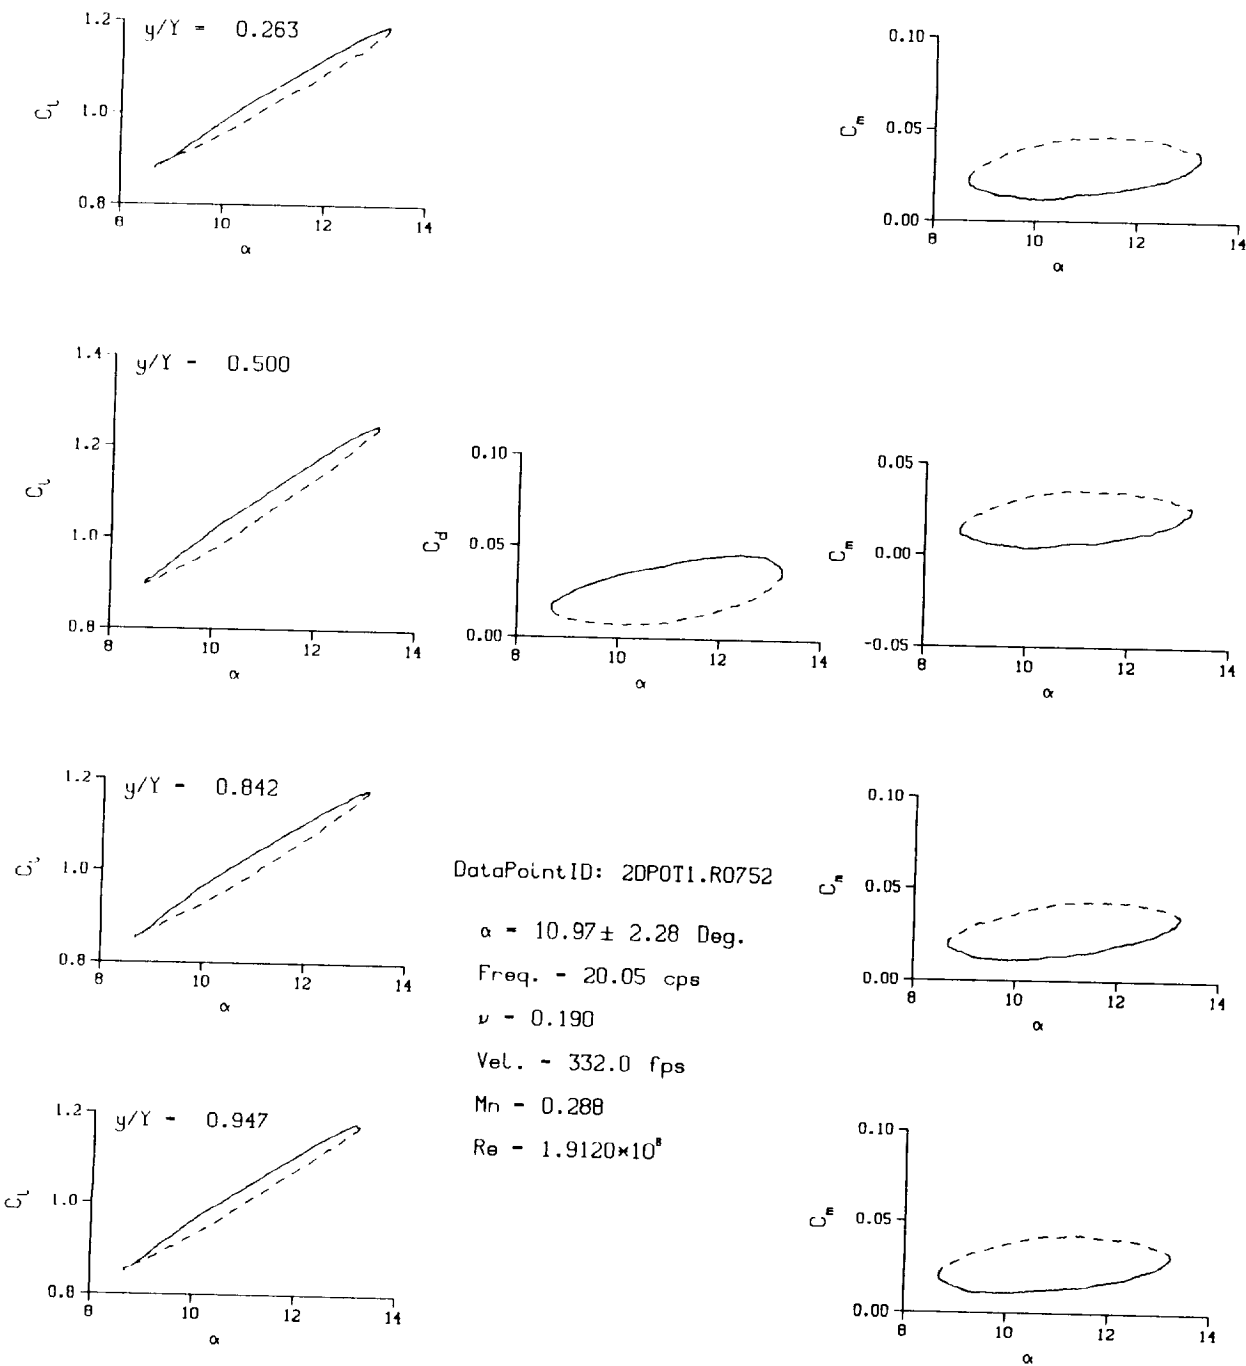 1.2
y/Y = 0.263
1.0
C_l
0.8
8 10 12 14
α
0.10
C_m
0.05
0.00
8 10 12 14
α
1.4
y/Y - 0.500
1.2
C_l
1.0
0.8
8 10 12 14
α
0.10
C_d
0.05
0.00
8 10 12 14
α
0.05
C_m
0.00
-0.05
8 10 12 14
α
1.2
y/Y - 0.842
1.0
C_l
0.8
8 10 12 14
α
DataPointID: 2DPOT1.R0752
α - 10.97± 2.28 Deg.
Freq. - 20.05 cps
ν - 0.190
Vel. - 332.0 fps
Mn - 0.288
Re - 1.9120×10⁸
0.10
C_m
0.05
0.00
8 10 12 14
α
1.2
y/Y - 0.947
1.0
C_l
0.8
8 10 12 14
α
0.10
C_m
0.05
0.00
8 10 12 14
α